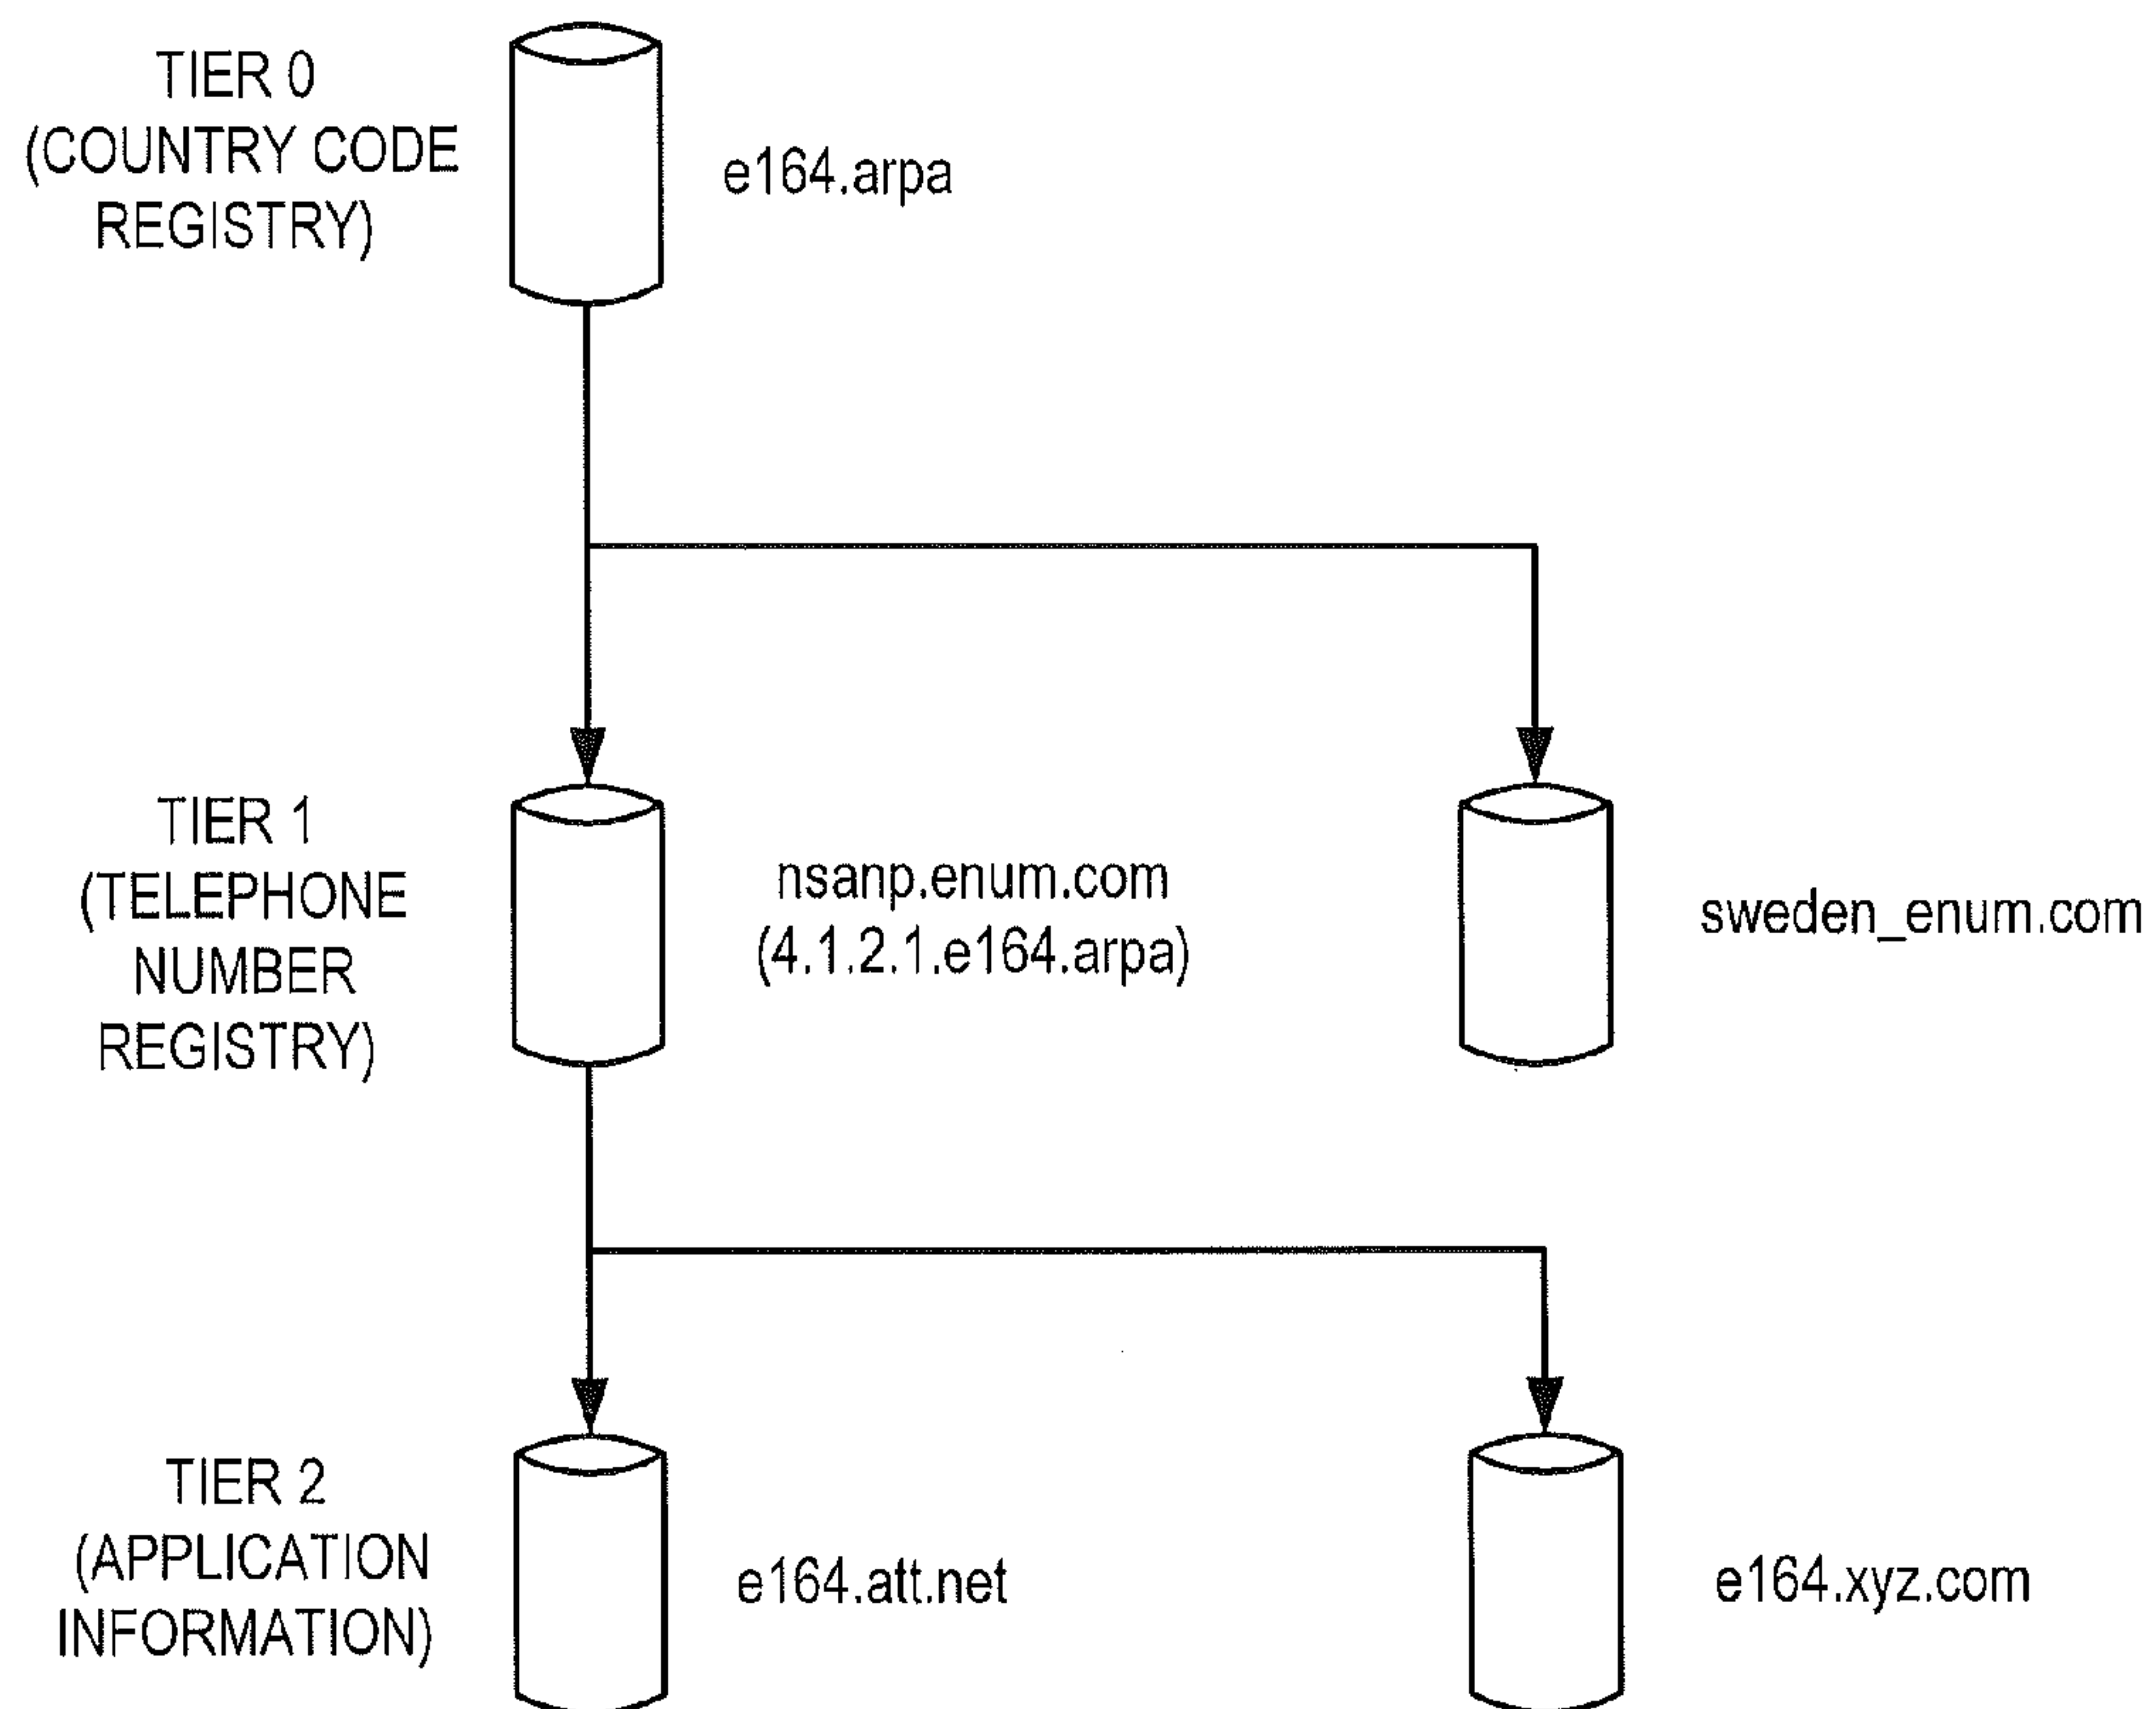 TIER 0
(COUNTRY CODE
REGISTRY)
e164.arpa
TIER 1
(TELEPHONE
NUMBER
REGISTRY)
nsanp.enum.com
(4.1.2.1.e164.arpa)
sweden_enum.com
TIER 2
(APPLICATION
INFORMATION)
e164.att.net
e164.xyz.com